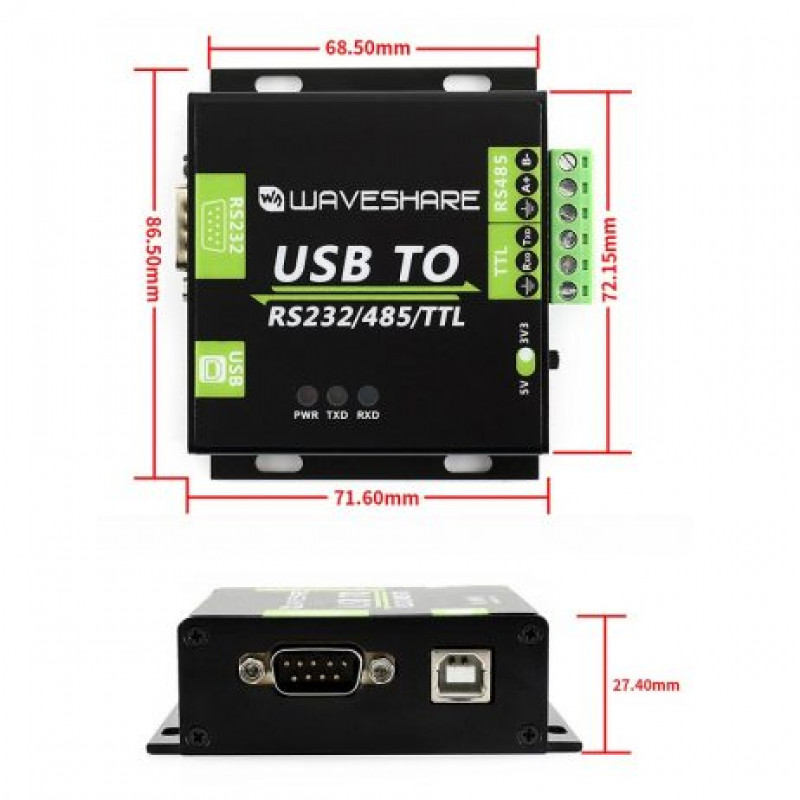 68.50mm
86.50mm
72.15mm
71.60mm
RS232
WAVESHARE
USB TO
RS232/485/TTL
USB
D
PWR TXD RXD
RS485
B-
A+
TTL
TXD
RXD
3V3
5V
27.40mm